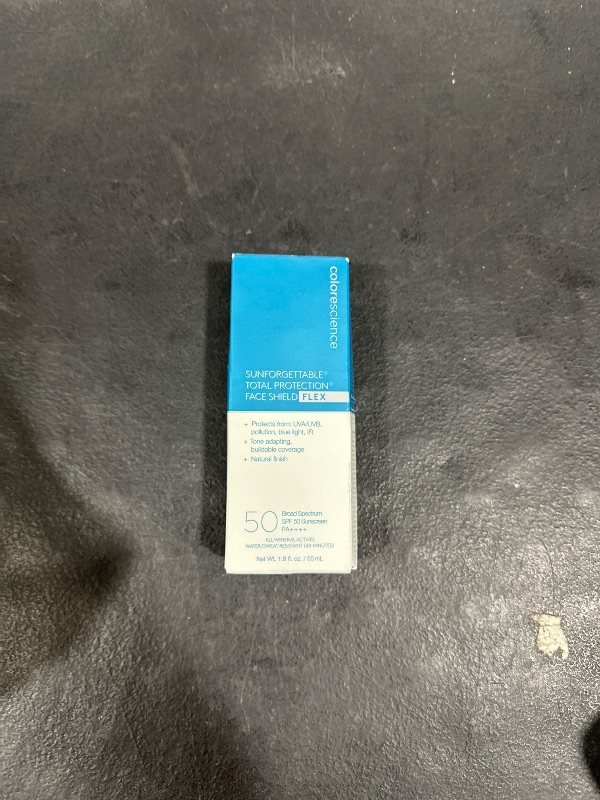 colorescience
SUNFORGETTABLE®
TOTAL PROTECTION®
FACE SHIELD FLEX
+ Protects from: UVA/UVB,
pollution, blue light, IR
+ Tone adapting,
buildable coverage
+ Natural finish
50 Broad Spectrum
SPF 50 Sunscreen
PA++++
ALL MINERAL ACTIVES
WATER/SWEAT RESISTANT (40 MINUTES)
Net Wt. 1.8 fl. oz. / 55 mL